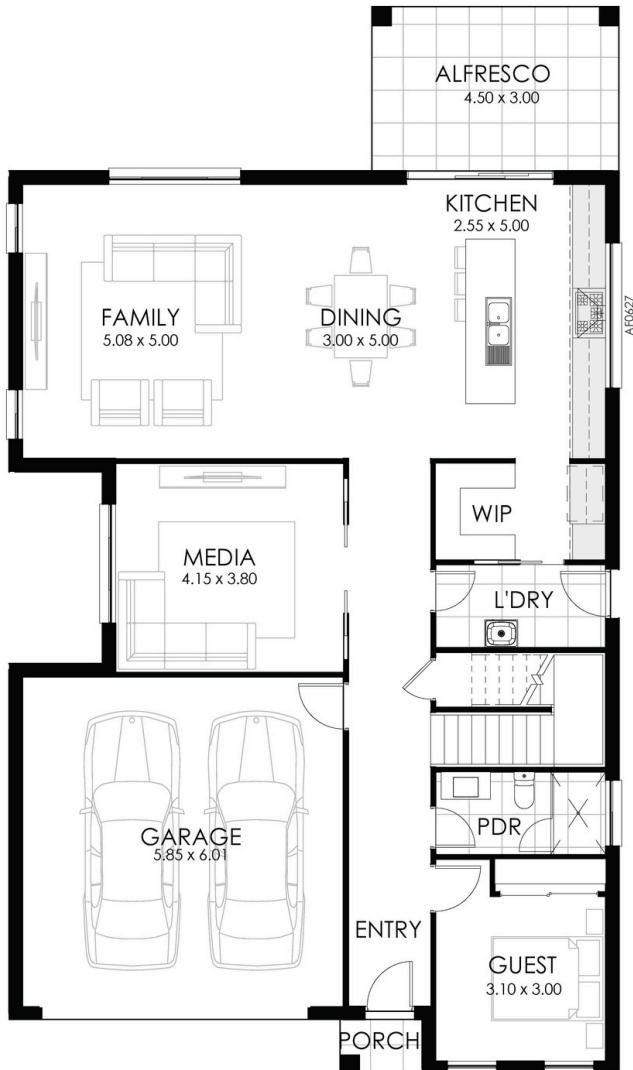 ALFRESCO
4.50 x 3.00
KITCHEN
2.55 x 5.00
AF0627
FAMILY
5.08 x 5.00
DINING
3.00 x 5.00
WIP
MEDIA
4.15 x 3.80
L'DRY
GARAGE
5.85 x 6.01
PDR
ENTRY
GUEST
3.10 x 3.00
PORCH